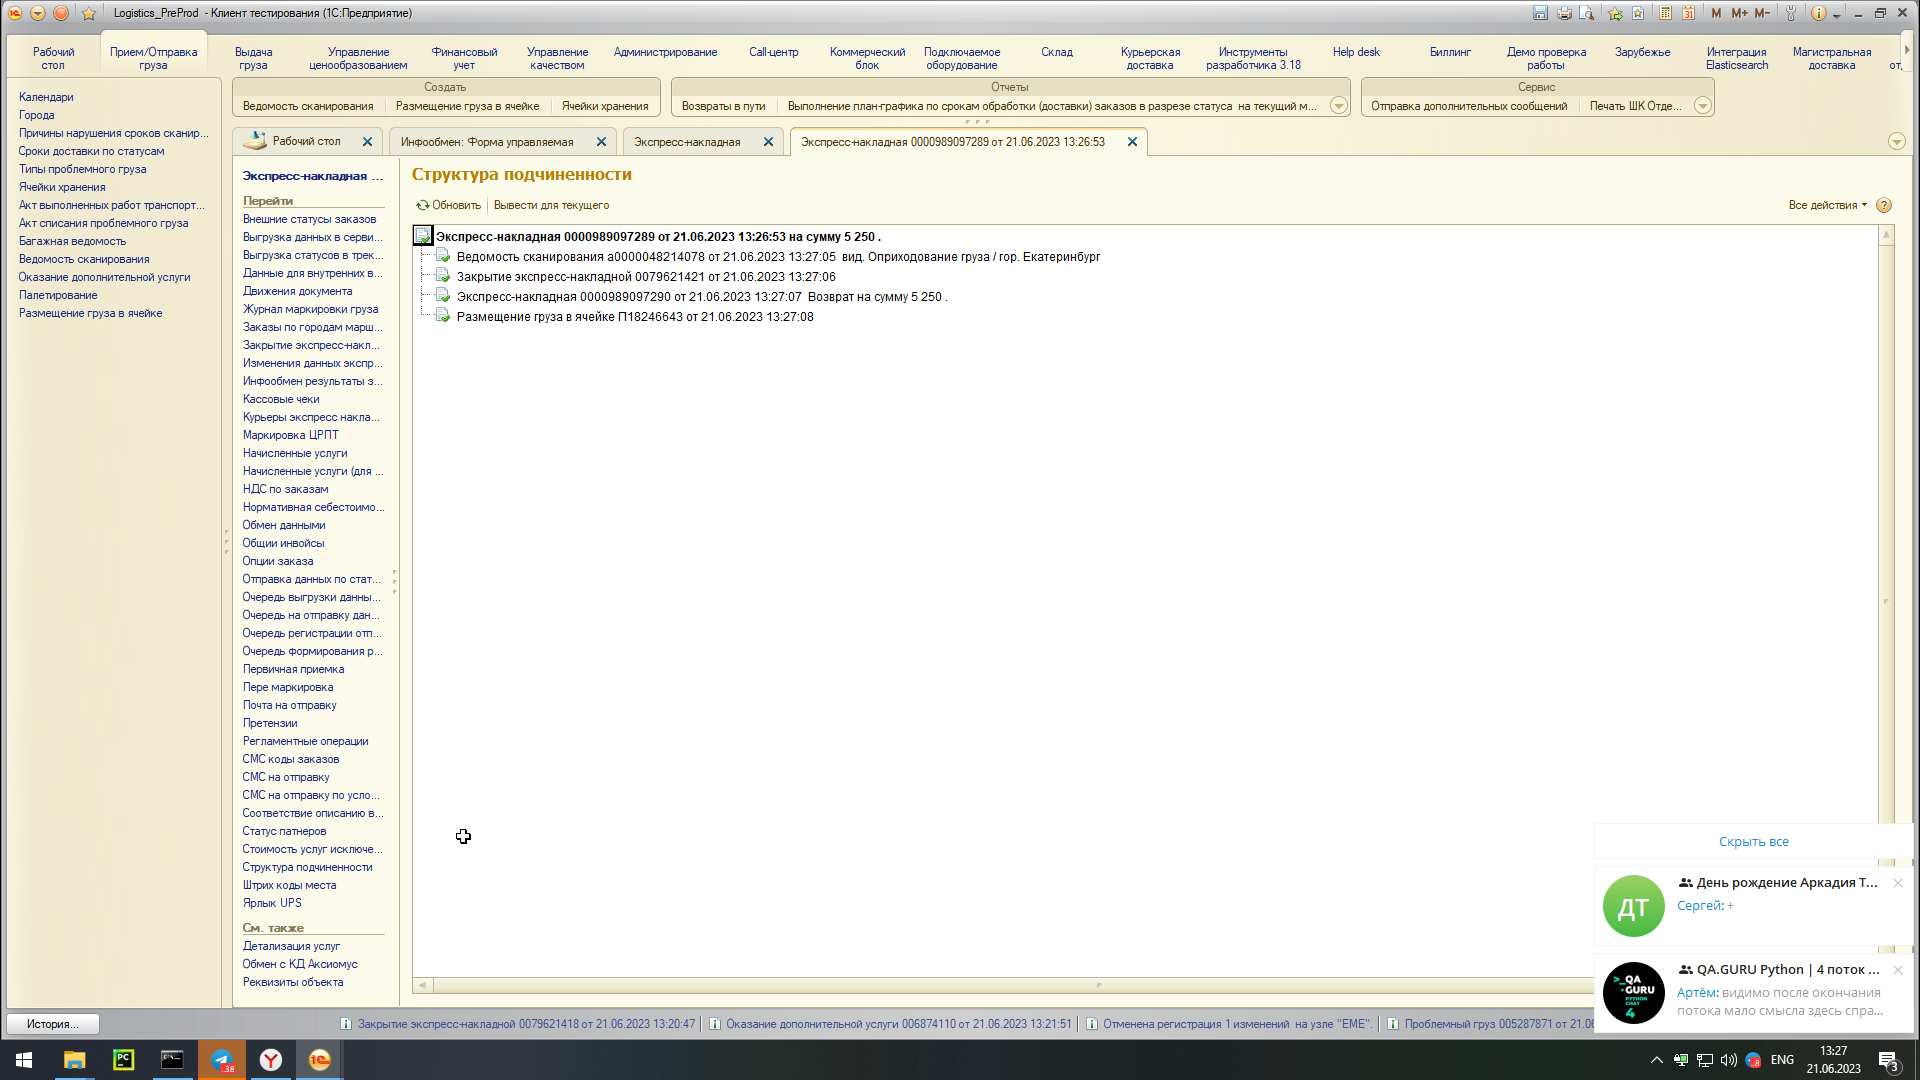 Logistics_PreProd - Клиент тестирования (1С:Предприятие)
M M+ M-
Рабочий стол
Прием/Отправка груза
Выдача груза
Управление ценообразованием
Финансовый учет
Управление качеством
Администрирование
Call-центр
Коммерческий блок
Подключаемое оборудование
Склад
Курьерская доставка
Инструменты разработчика 3.18
Help desk
Биллинг
Демо проверка работы
Зарубежье
Интеграция Elasticsearch
Магистральная доставка
Создать
Ведомость сканирования
Размещение груза в ячейке
Ячейки хранения
Отчеты
Возвраты в пути
Выполнение план-графика по срокам обработки (доставки) заказов в разрезе статуса на текущий м...
Сервис
Отправка дополнительных сообщений
Печать ШК Отде...
Календари
Города
Причины нарушения сроков сканир...
Сроки доставки по статусам
Типы проблемного груза
Ячейки хранения
Акт выполненных работ транспорт...
Акт списания проблемного груза
Багажная ведомость
Ведомость сканирования
Оказание дополнительной услуги
Палетирование
Размещение груза в ячейке
Рабочий стол
Инфообмен: Форма управляемая
Экспресс-накладная
Экспресс-накладная 0000989097289 от 21.06.2023 13:26:53
Экспресс-накладная ...
Перейти
Внешние статусы заказов
Выгрузка данных в серви...
Выгрузка статусов в трек...
Данные для внутренних в...
Движения документа
Журнал маркировки груза
Заказы по городам марш...
Закрытие экспресс-накл...
Изменения данных экспр...
Инфообмен результаты з...
Кассовые чеки
Курьеры экспресс накла...
Маркировка ЦРПТ
Начисленные услуги
Начисленные услуги (для ...
НДС по заказам
Нормативная себестоимо...
Обмен данными
Общии инвойсы
Опции заказа
Отправка данных по стат...
Очередь выгрузки данны...
Очередь на отправку дан...
Очередь регистрации отп...
Очередь формирования р...
Первичная приемка
Пере маркировка
Почта на отправку
Претензии
Регламентные операции
СМС коды заказов
СМС на отправку
СМС на отправку по усло...
Соответствие описанию в...
Статус патнеров
Стоимость услуг исключе...
Структура подчиненности
Штрих коды места
Ярлык UPS
См. также
Детализация услуг
Обмен с КД Аксиомус
Реквизиты объекта
Структура подчиненности
Обновить
Вывести для текущего
Все действия
Экспресс-накладная 0000989097289 от 21.06.2023 13:26:53 на сумму 5 250 .
Ведомость сканирования а0000048214078 от 21.06.2023 13:27:05 вид. Оприходование груза / гор. Екатеринбург
Закрытие экспресс-накладной 0079621421 от 21.06.2023 13:27:06
Экспресс-накладная 0000989097290 от 21.06.2023 13:27:07 Возврат на сумму 5 250 .
Размещение груза в ячейке П18246643 от 21.06.2023 13:27:08
Скрыть все
ДТ
День рождение Аркадия Т...
Сергей: +
QA GURU PYTHON CHAT 4
QA.GURU Python | 4 поток ...
Артём: видимо после окончания
потока мало смысла здесь спра...
История...
Закрытие экспресс-накладной 0079621418 от 21.06.2023 13:20:47
Оказание дополнительной услуги 006874110 от 21.06.2023 13:21:51
Отменена регистрация 1 изменений на узле "EME".
Проблемный груз 005287871 от 21.06
PC
38
ENG
13:27
21.06.2023
3